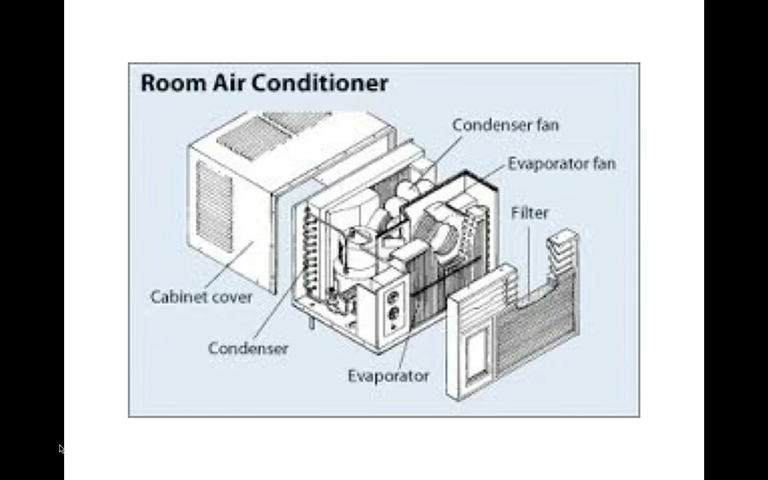 Room Air Conditioner
Condenser fan
Evaporator fan
Filter
Cabinet cover
Condenser
Evaporator